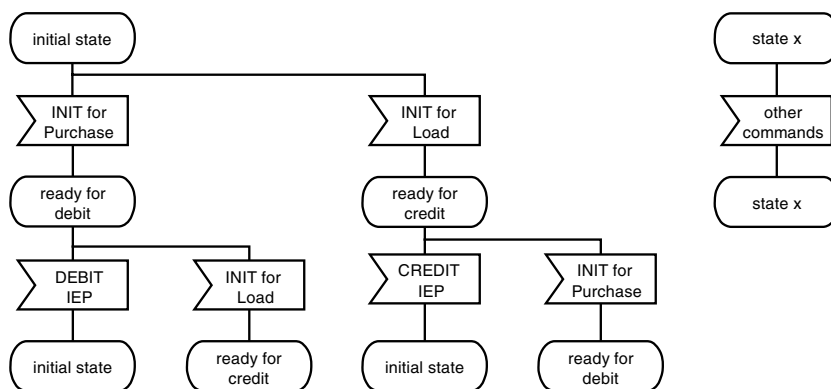 initial state
state x
INIT for
Purchase
INIT for
Load
other
commands
ready for
debit
ready for
credit
state x
DEBIT
IEP
INIT for
Load
CREDIT
IEP
INIT for
Purchase
initial state
ready for
credit
initial state
ready for
debit